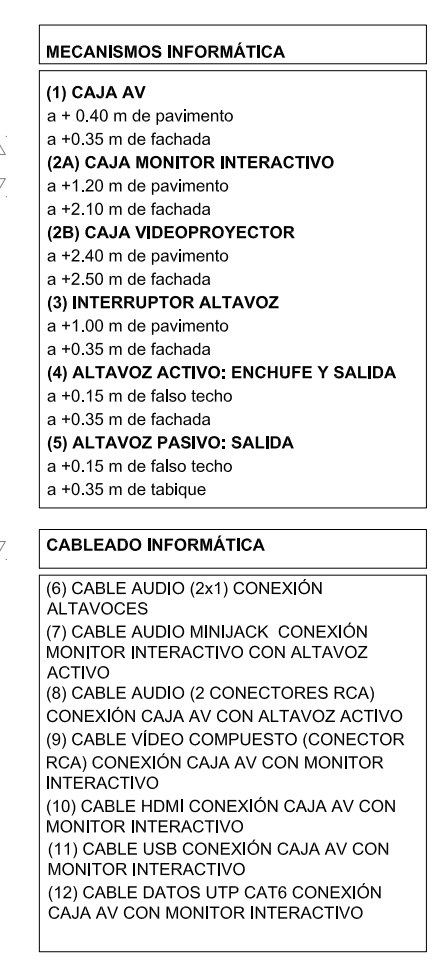 MECANISMOS INFORMÁTICA
(1) CAJA AV
a + 0.40 m de pavimento
a +0.35 m de fachada
(2A) CAJA MONITOR INTERACTIVO
a +1.20 m de pavimento
a +2.10 m de fachada
(2B) CAJA VIDEOPROYECTOR
a +2.40 m de pavimento
a +2.50 m de fachada
(3) INTERRUPTOR ALTAVOZ
a +1.00 m de pavimento
a +0.35 m de fachada
(4) ALTAVOZ ACTIVO: ENCHUFE Y SALIDA
a +0.15 m de falso techo
a +0.35 m de fachada
(5) ALTAVOZ PASIVO: SALIDA
a +0.15 m de falso techo
a +0.35 m de tabique
CABLEADO INFORMÁTICA
(6) CABLE AUDIO (2x1) CONEXIÓN
ALTAVOCES
(7) CABLE AUDIO MINIJACK CONEXIÓN
MONITOR INTERACTIVO CON ALTAVOZ
ACTIVO
(8) CABLE AUDIO (2 CONECTORES RCA)
CONEXIÓN CAJA AV CON ALTAVOZ ACTIVO
(9) CABLE VÍDEO COMPUESTO (CONECTOR
RCA) CONEXIÓN CAJA AV CON MONITOR
INTERACTIVO
(10) CABLE HDMI CONEXIÓN CAJA AV CON
MONITOR INTERACTIVO
(11) CABLE USB CONEXIÓN CAJA AV CON
MONITOR INTERACTIVO
(12) CABLE DATOS UTP CAT6 CONEXIÓN
CAJA AV CON MONITOR INTERACTIVO